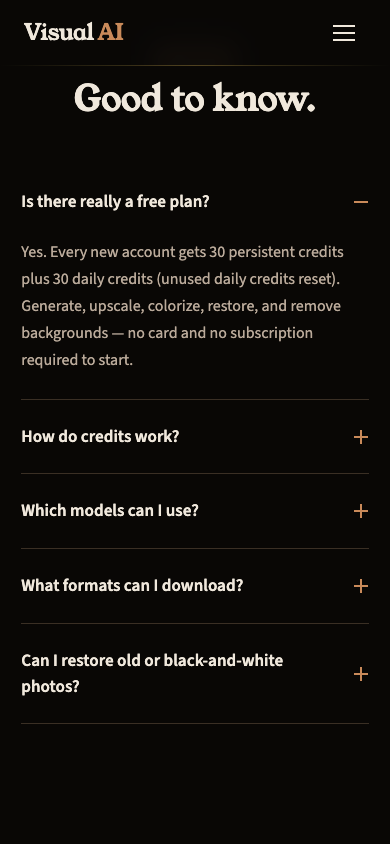 Visual AI
Good to know.
Is there really a free plan?
Yes. Every new account gets 30 persistent credits
plus 30 daily credits (unused daily credits reset).
Generate, upscale, colorize, restore, and remove
backgrounds — no card and no subscription
required to start.
How do credits work?
Which models can I use?
What formats can I download?
Can I restore old or black-and-white
photos?